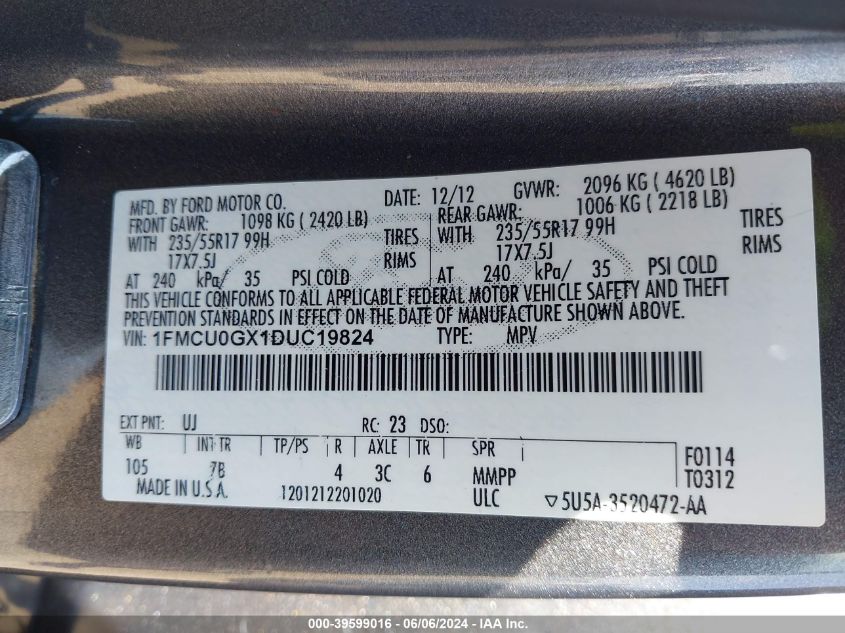 MFD. BY FORD MOTOR CO. DATE: 12/12 GVWR: 2096 KG ( 4620 LB)
FRONT GAWR: 1098 KG ( 2420 LB) REAR GAWR: 1006 KG ( 2218 LB)
WITH 235/55R17 99H TIRES WITH 235/55R17 99H TIRES
17X7.5J RIMS 17X7.5J RIMS
AT 240 kPa/ 35 PSI COLD AT 240 kPa/ 35 PSI COLD
THIS VEHICLE CONFORMS TO ALL APPLICABLE FEDERAL MOTOR VEHICLE SAFETY AND THEFT
PREVENTION STANDARDS IN EFFECT ON THE DATE OF MANUFACTURE SHOWN ABOVE.
VIN: 1FMCU0GX1DUC19824 TYPE: MPV
EXT PNT: UJ RC: 23 DSO:
WB INT TR TP/PS R AXLE TR SPR F0114
105 7B 4 3C 6 MMPP T0312
MADE IN U.S.A. 1201212201020 ULC ▽5U5A-3520472-AA
000-39599016 - 06/06/2024 - IAA Inc.